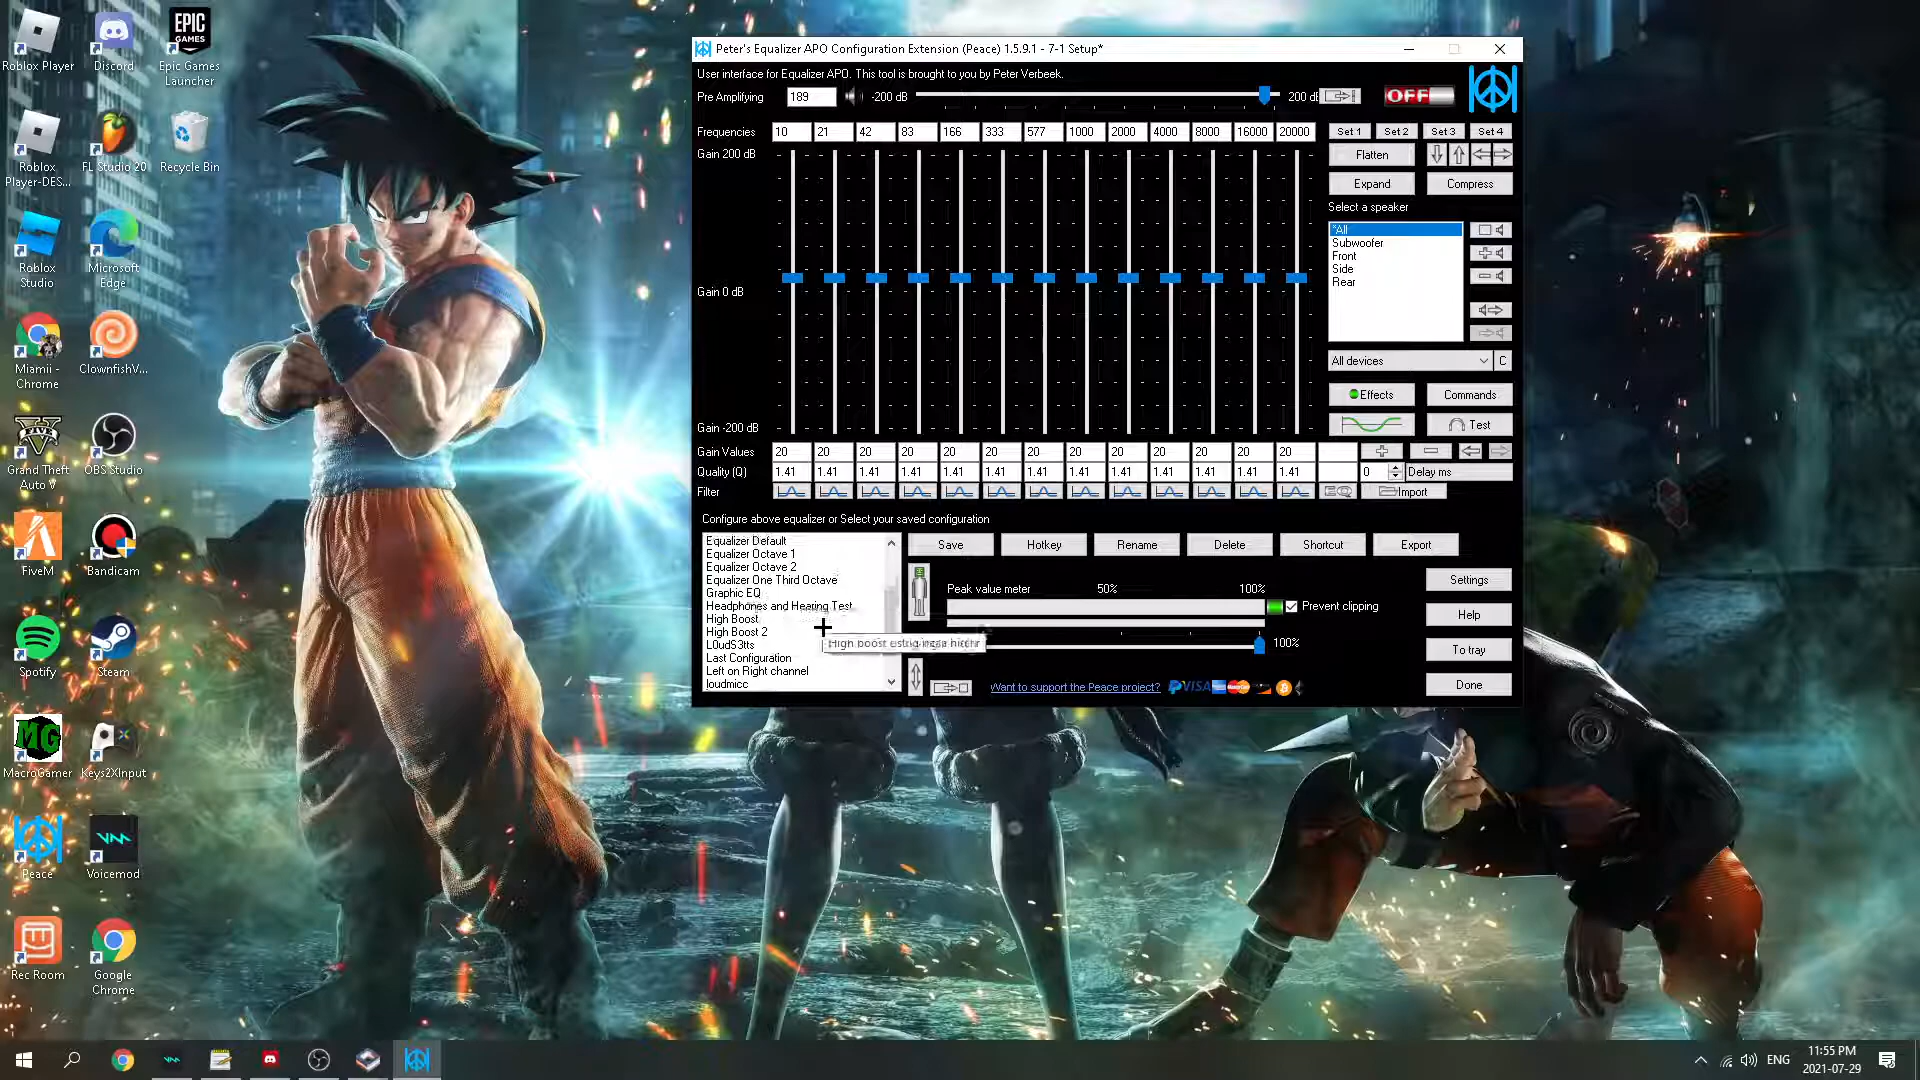 Roblox Player
Discord
Epic Games Launcher
EPIC GAMES
Roblox Player-DES...
FL Studio 20
Recycle Bin
Roblox Studio
Microsoft Edge
Miamii - Chrome
ClownfishV...
Grand Theft Auto V
OBS Studio
FiveM
Bandicam
Spotify
Steam
MG
MacroGamer
Keys2XInput
Peace
Voicemod
Rec Room
Google Chrome
Peter's Equalizer APO Configuration Extension (Peace) 1.5.9.1 - 7-1 Setup*
User interface for Equalizer APO. This tool is brought to you by Peter Verbeek.
Pre Amplifying 189 -200 dB 200 dB OFF
Frequencies 10 21 42 83 166 333 577 1000 2000 4000 8000 16000 20000 Set 1 Set 2 Set 3 Set 4
Gain 200 dB
Flatten
Expand Compress
Select a speaker
*All
Subwoofer
Front
Side
Rear
Gain 0 dB
All devices C
Effects Commands
Test
Gain -200 dB
Gain Values 20 20 20 20 20 20 20 20 20 20 20 20 20
Quality (Q) 1.41 1.41 1.41 1.41 1.41 1.41 1.41 1.41 1.41 1.41 1.41 1.41 1.41 0 Delay ms
Filter EQ Import
Configure above equalizer or Select your saved configuration
Equalizer Default
Equalizer Octave 1
Equalizer Octave 2
Equalizer One Third Octave
Graphic EQ
Headphones and Hearing Test
High Boost
High Boost 2
L0udS3tts
Last Configuration
Left on Right channel
loudmicc
Save Hotkey Rename Delete Shortcut Export
Peak value meter 50% 100%
Prevent clipping
High boost
100%
Want to support the Peace project? VISA
Settings
Help
To tray
Done
ENG
11:55 PM
2021-07-29